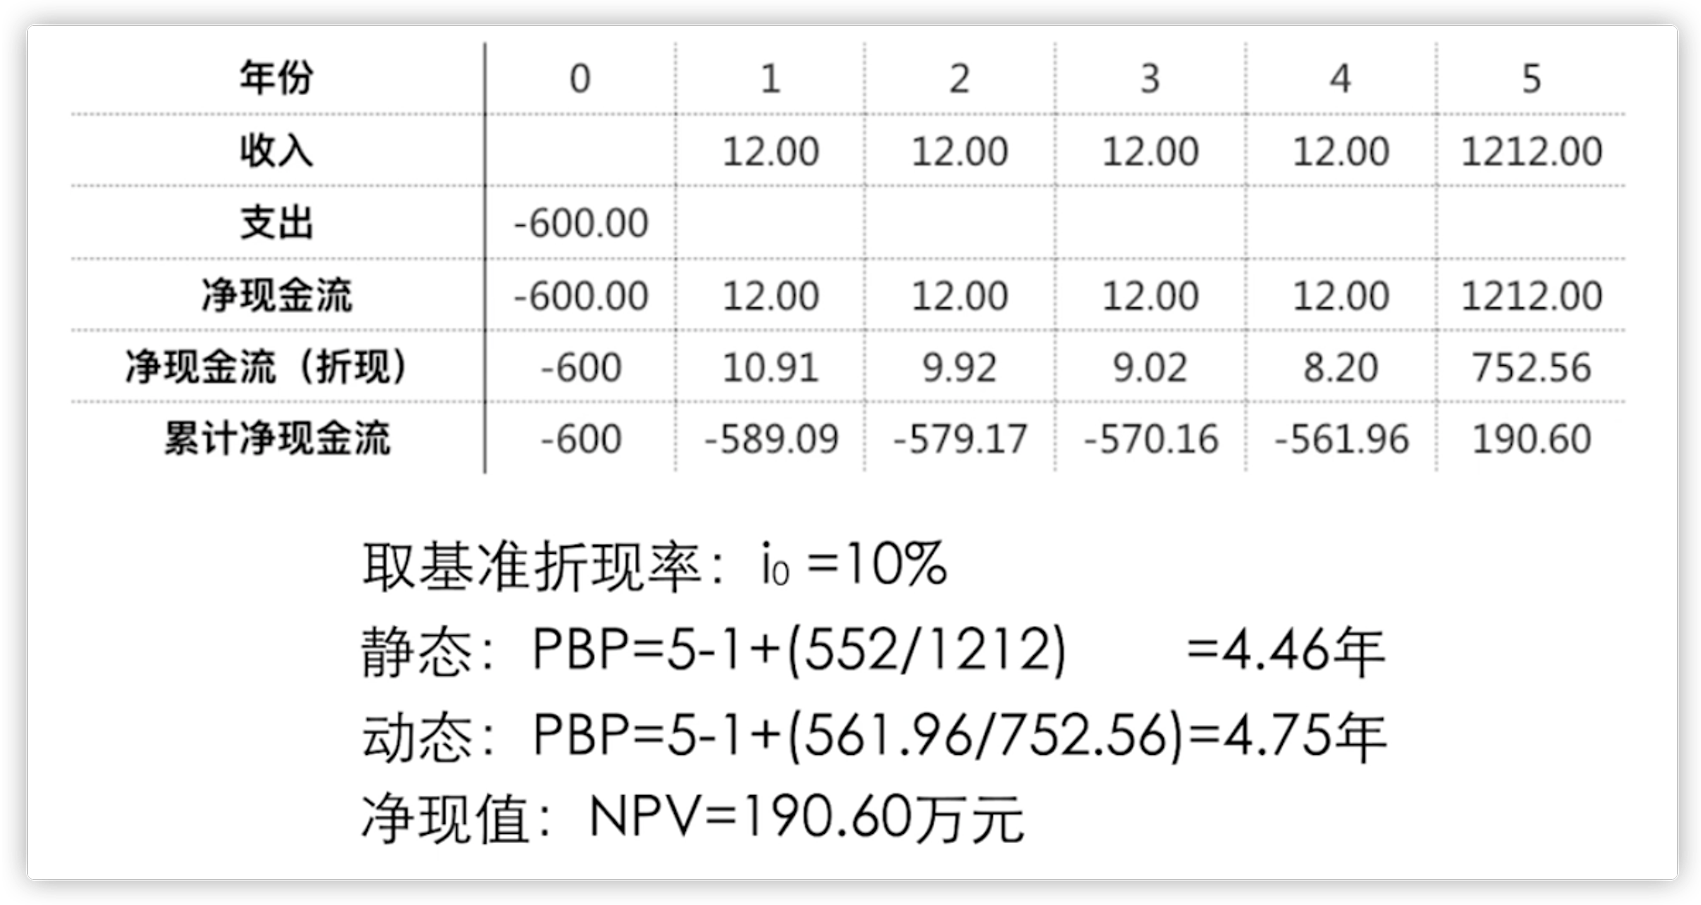 年份 0 1 2 3 4 5
收入 12.00 12.00 12.00 12.00 1212.00
支出 -600.00
净现金流 -600.00 12.00 12.00 12.00 12.00 1212.00
净现金流（折现） -600 10.91 9.92 9.02 8.20 752.56
累计净现金流 -600 -589.09 -579.17 -570.16 -561.96 190.60
取基准折现率：i₀ =10%
静态：PBP=5-1+(552/1212) =4.46年
动态：PBP=5-1+(561.96/752.56)=4.75年
净现值：NPV=190.60万元